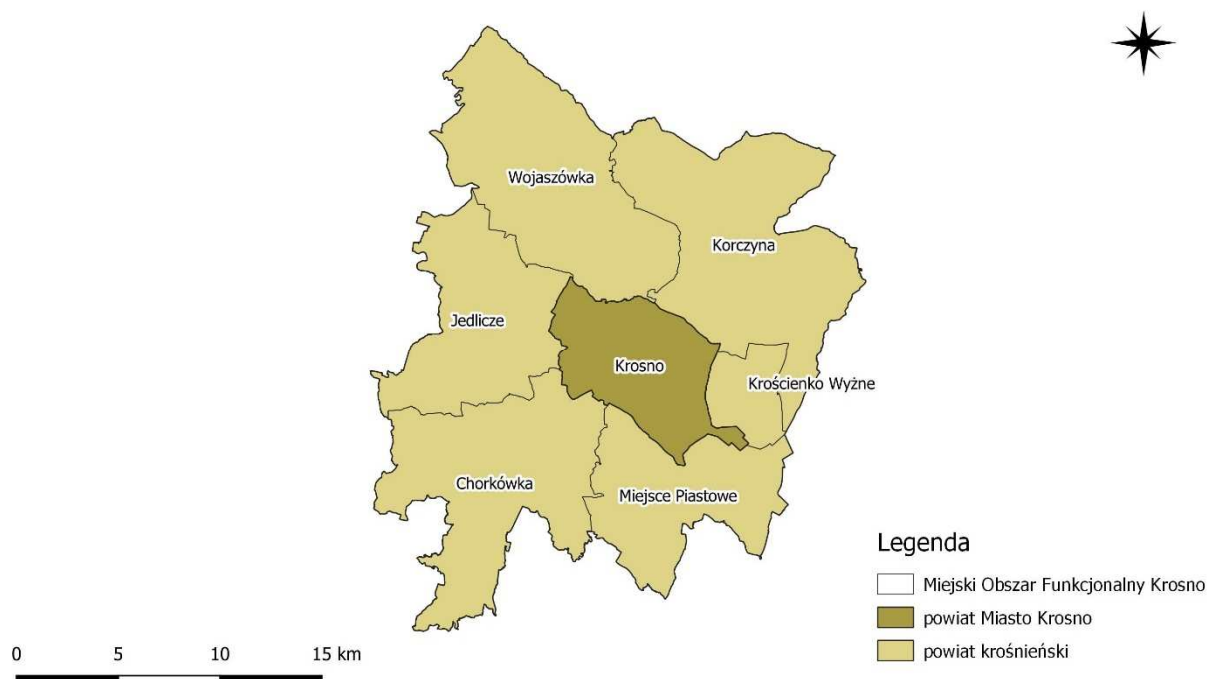 Wojaszówka
Korczyna
Jedlicze
Krosno
Krościenko Wyżne
Chorkówka
Miejsce Piastowe
Legenda
Miejski Obszar Funkcjonalny Krosno
powiat Miasto Krosno
powiat krośnieński
0 5 10 15 km